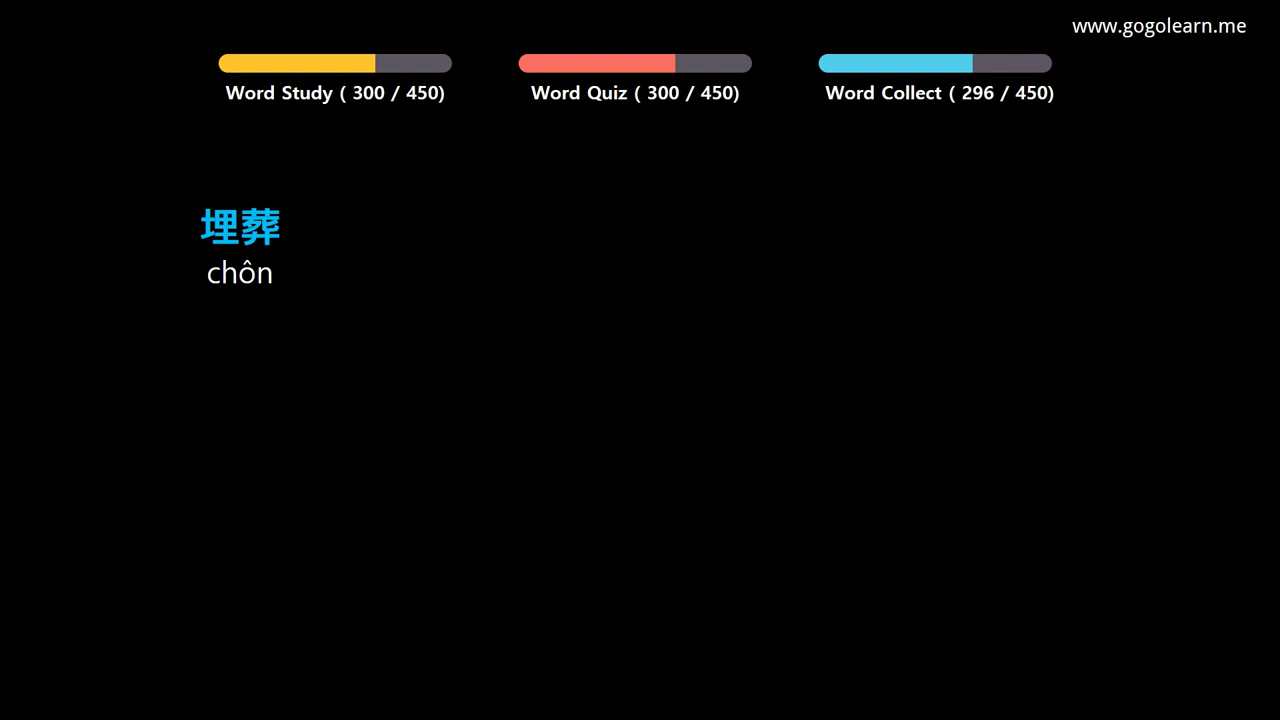 www.gogolearn.me
Word Study ( 300 / 450)
Word Quiz ( 300 / 450)
Word Collect ( 296 / 450)
埋葬
chôn